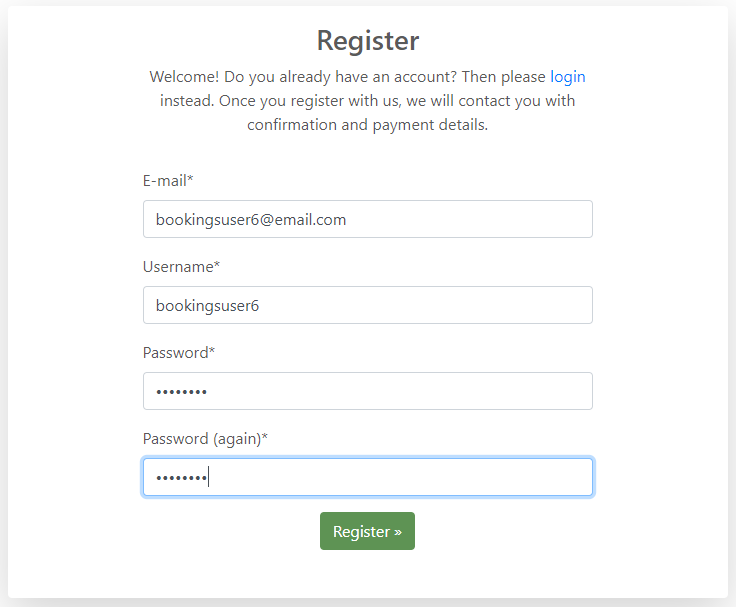 Register
Welcome! Do you already have an account? Then please login
instead. Once you register with us, we will contact you with
confirmation and payment details.
E-mail*
bookingsuser6@email.com
Username*
bookingsuser6
Password*
••••••••
Password (again)*
••••••••
Register »